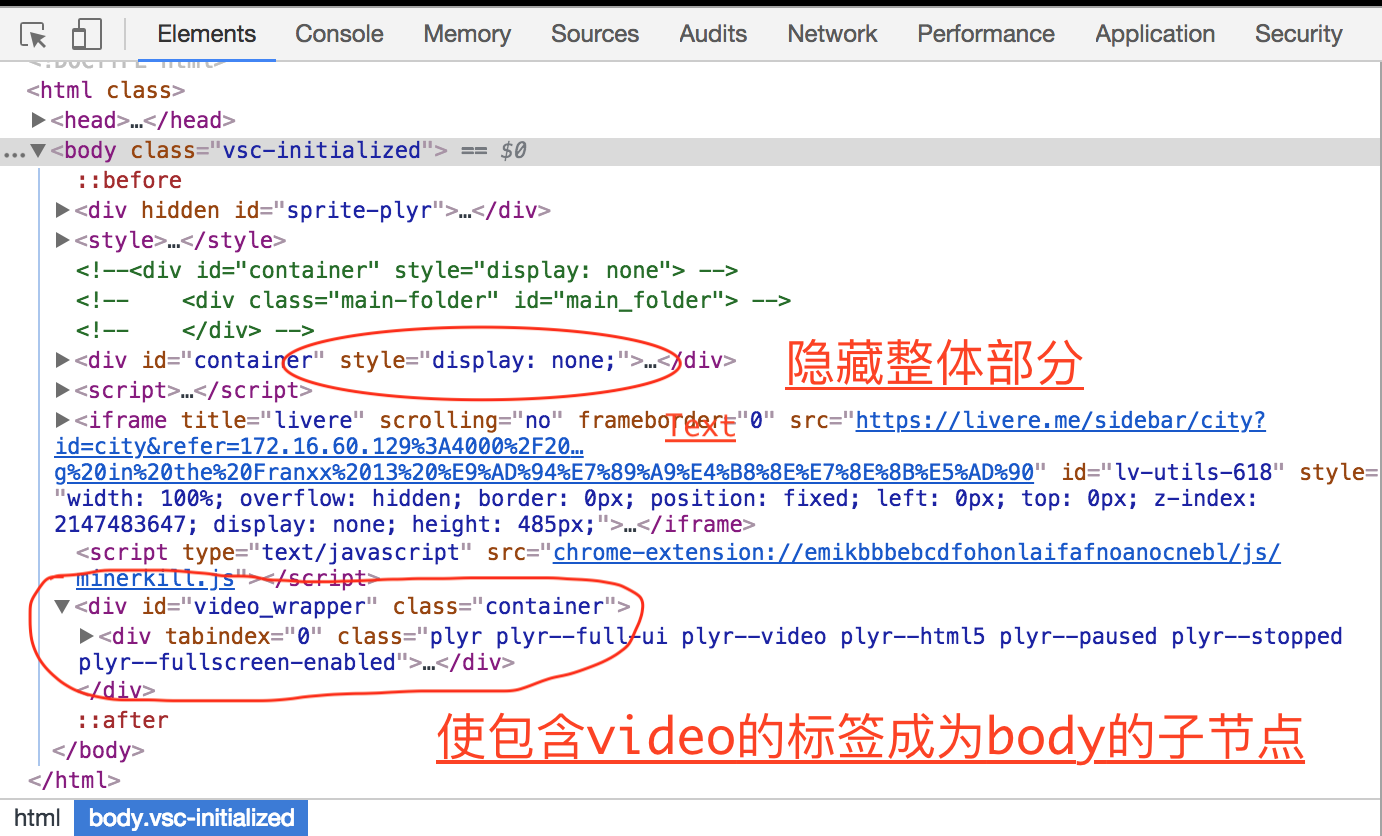 Elements Console Memory Sources Audits Network Performance Application Security
<!DOCTYPE html>
<html class>
<head>…</head>
… <body class="vsc-initialized"> == $0
::before
<div hidden id="sprite-plyr">…</div>
<style>…</style>
<!--<div id="container" style="display: none"> -->
<!--    <div class="main-folder" id="main_folder"> -->
<!--    </div> -->
<div id="container" style="display: none;">…</div>
隐藏整体部分
<script>…</script>
<iframe title="livere" scrolling="no" frameborder="0" src="https://livere.me/sidebar/city?
Text
id=city&refer=172.16.60.129%3A4000%2F20…
g%20in%20the%20Franxx%2013%20%E9%AD%94%E7%89%A9%E4%B8%8E%E7%8E%8B%E5%AD%90" id="lv-utils-618" style=
"width: 100%; overflow: hidden; border: 0px; position: fixed; left: 0px; top: 0px; z-index:
2147483647; display: none; height: 485px;">…</iframe>
<script type="text/javascript" src="chrome-extension://emikbbbebcdfohonlaifafnoanocnebl/js/
minerkill.js"></script>
<div id="video_wrapper" class="container">
<div tabindex="0" class="plyr plyr--full-ui plyr--video plyr--html5 plyr--paused plyr--stopped
plyr--fullscreen-enabled">…</div>
</div>
::after
使包含video的标签成为body的子节点
</body>
</html>
html body.vsc-initialized